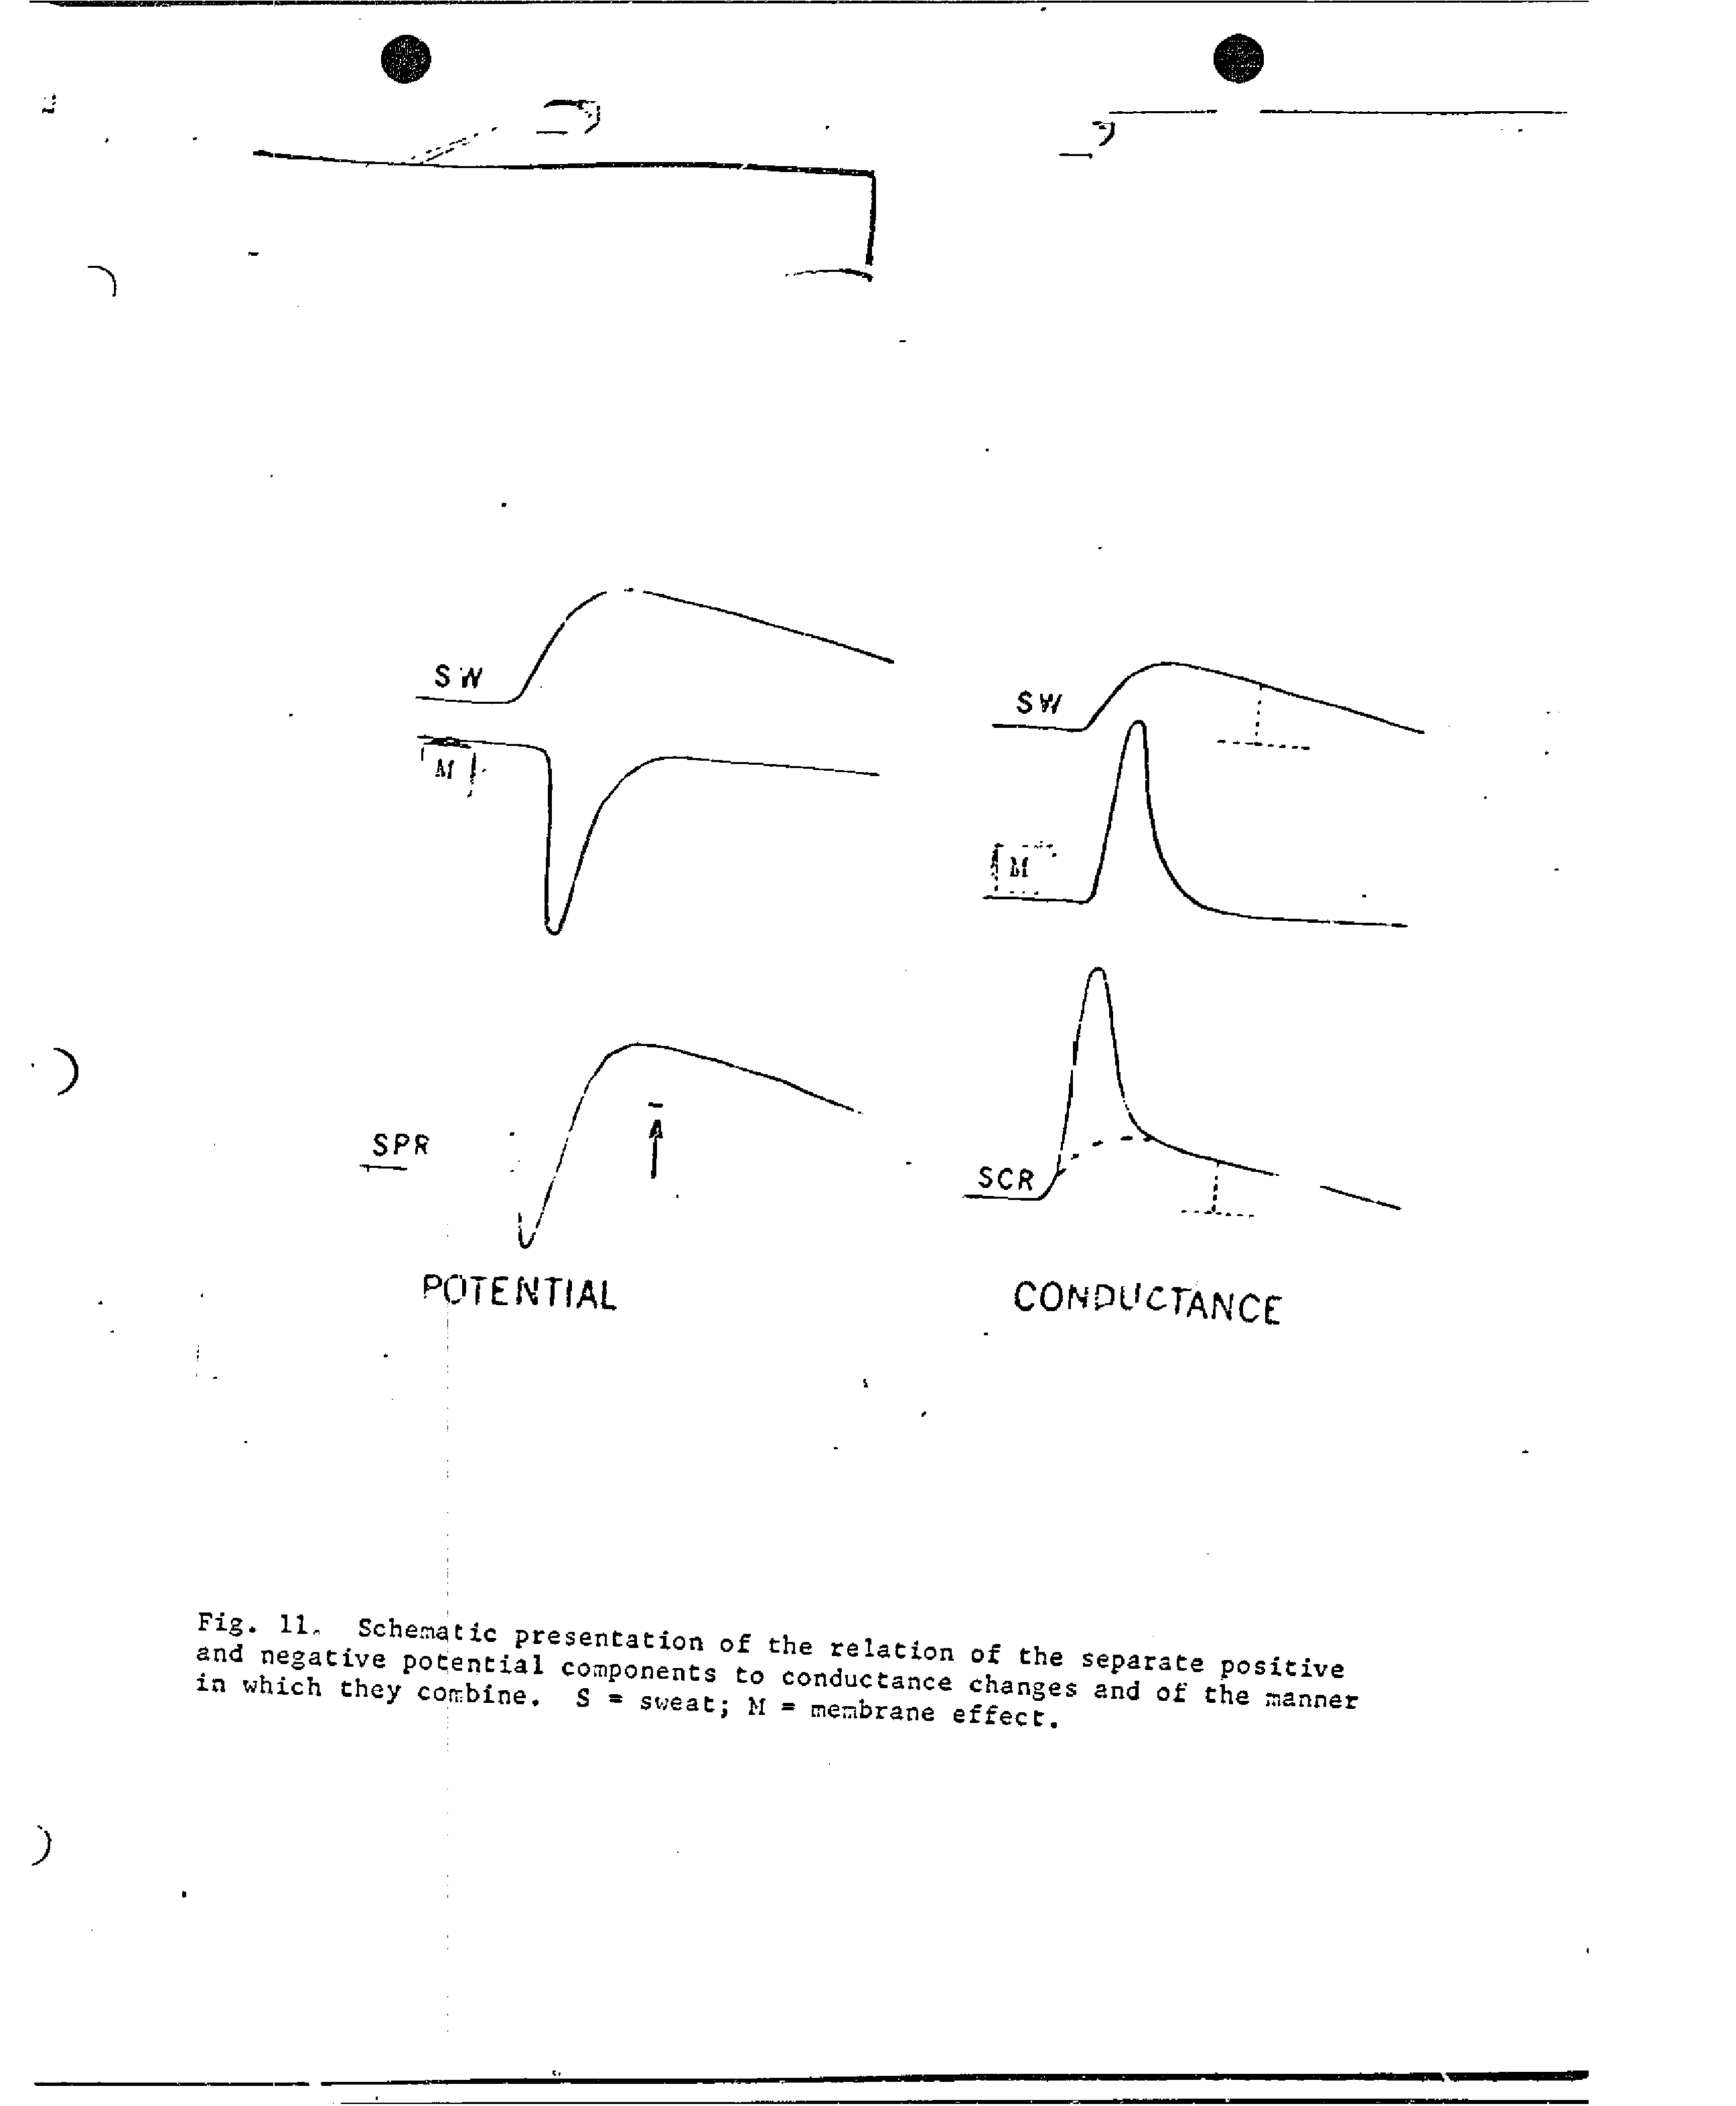 SW
SW
M
M
SPR
SCR
POTENTIAL
CONDUCTANCE
Fig. 11. Schematic presentation of the relation of the separate positive
and negative potential components to conductance changes and of the manner
in which they combine. S = sweat; M = membrane effect.